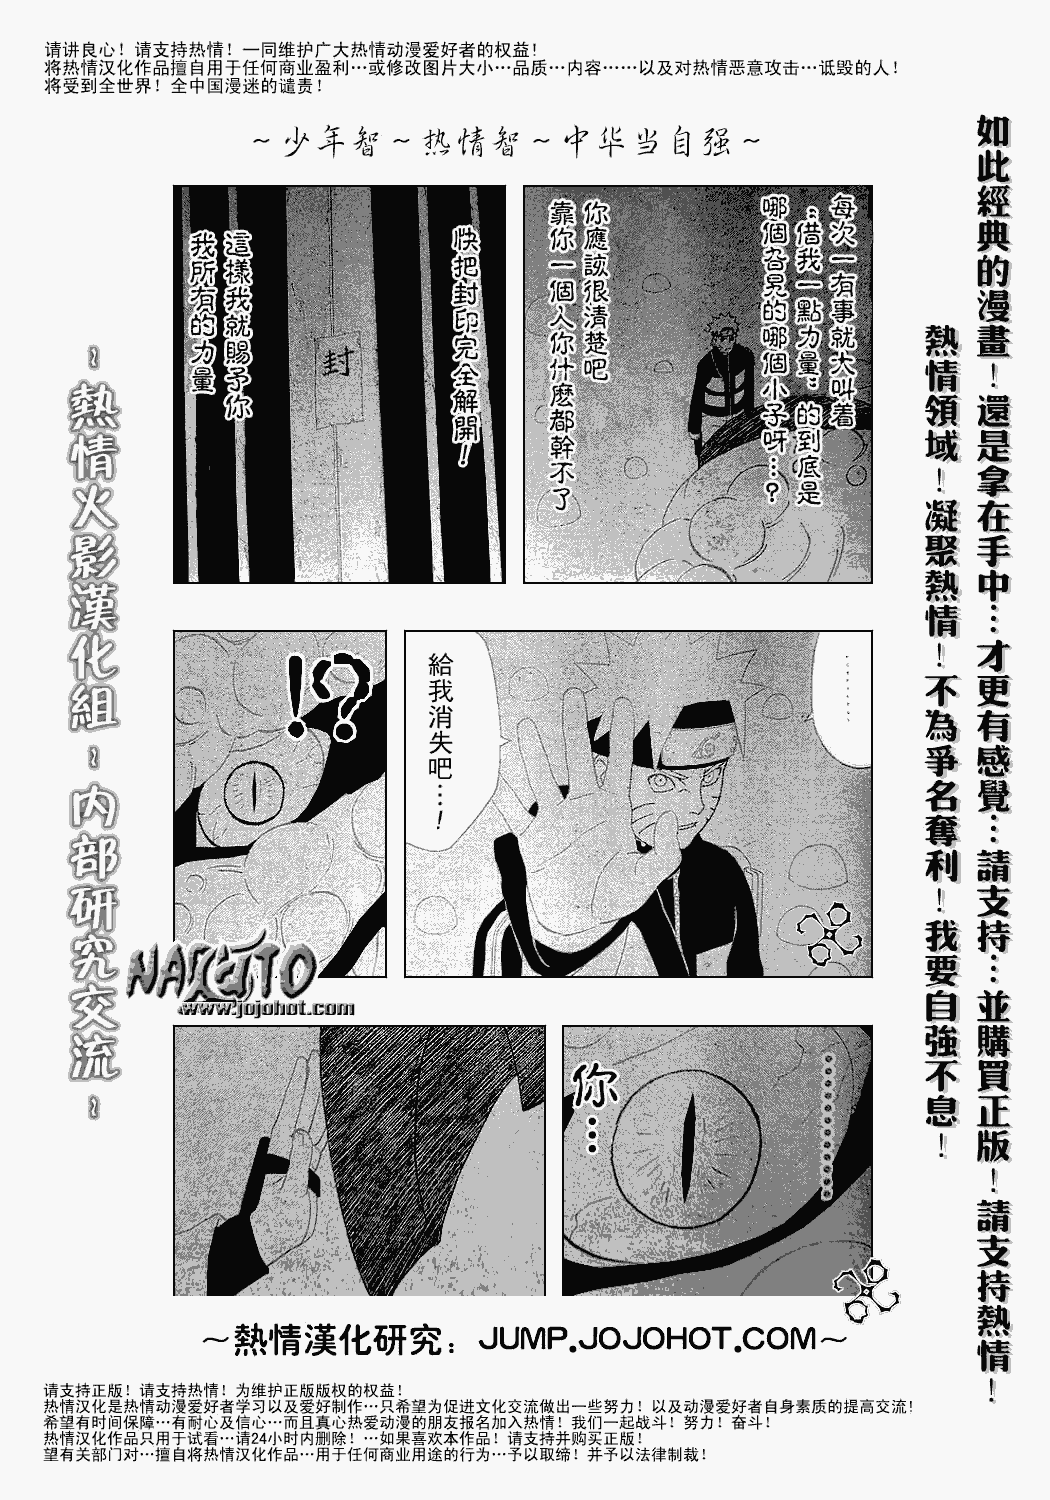 请讲良心！请支持热情！一同维护广大热情动漫爱好者的权益！
将热情汉化作品擅自用于任何商业盈利…或修改图片大小…品质…内容……以及对热情恶意攻击…诋毁的人！
将受到全世界！全中国漫迷的谴责！
～少年智～热情智～中华当自强～
如此經典的漫畫！還是拿在手中…才更有感覺…請支持…並購買正版！請支持熱情！
熱情領域！凝聚熱情！不為爭名奪利！我要自強不息！
每次一有事就大叫着
“借我一點力量”的到底是
哪個旮旯的哪個小子呀…？
你應該很清楚吧
靠你一個人你什麽都幹不了
快把封印完全解開！
封
這樣我就賜予你
我所有的力量
………
給我消失吧…！
!?
…………
你…
~熱情火影漢化組~内部研究交流~
NARUTO
www.jojohot.com
～熱情漢化研究：JUMP.JOJOHOT.COM～
请支持正版！请支持热情！为维护正版版权的权益！
热情汉化是热情动漫爱好者学习以及爱好制作…只希望为促进文化交流做出一些努力！以及动漫爱好者自身素质的提高交流！
希望有时间保障…有耐心及信心…而且真心热爱动漫的朋友报名加入热情！我们一起战斗！努力！奋斗！
热情汉化作品只用于试看…请24小时内删除！…如果喜欢本作品！请支持并购买正版！
望有关部门对…擅自将热情汉化作品…用于任何商业用途的行为…予以取缔！并予以法律制裁！